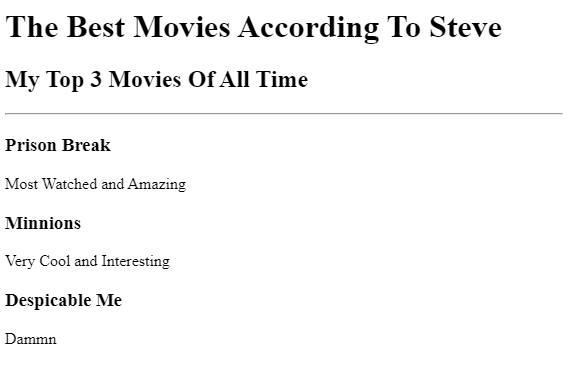 The Best Movies According To Steve
My Top 3 Movies Of All Time
Prison Break
Most Watched and Amazing
Minnions
Very Cool and Interesting
Despicable Me
Dammn